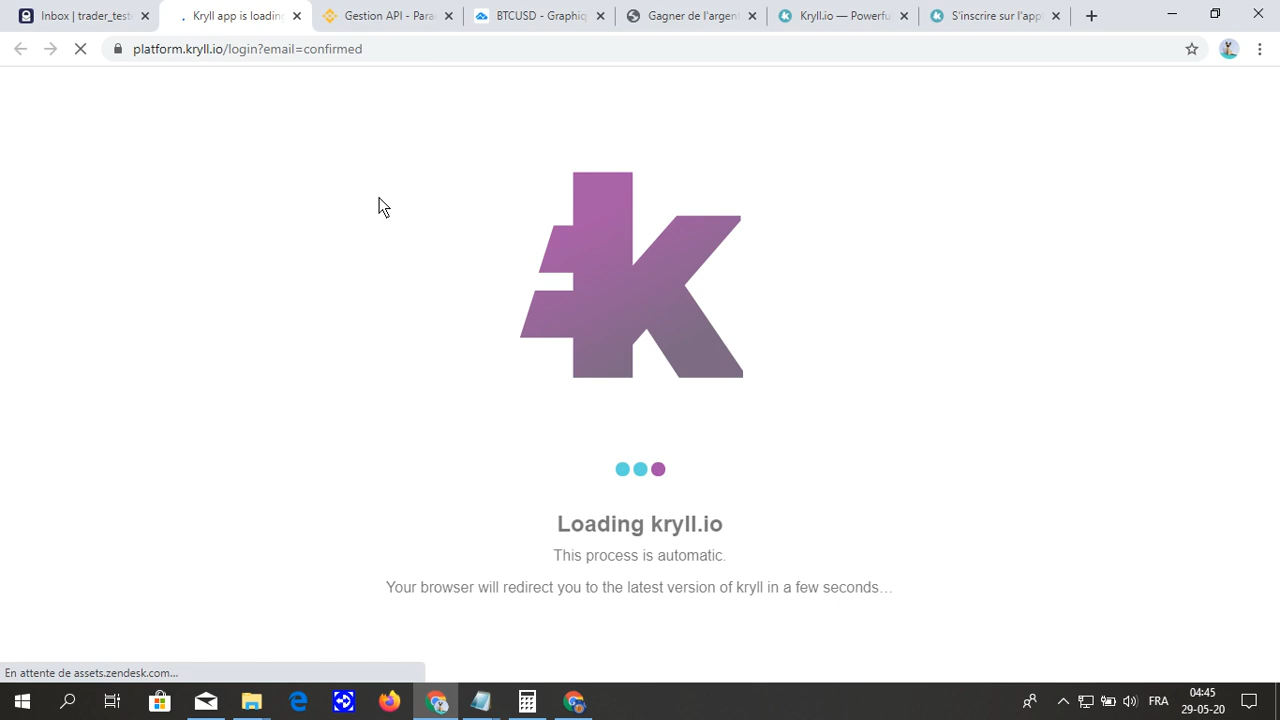 Inbox | trader_test
Kryll app is loading
Gestion API - Para
BTCUSD - Graphiq
Gagner de l'argent
Kryll.io — Powerfu
S'inscrire sur l'app
platform.kryll.io/login?email=confirmed
Loading kryll.io
This process is automatic.
Your browser will redirect you to the latest version of kryll in a few seconds…
En attente de assets.zendesk.com...
FRA
04:45
29-05-20